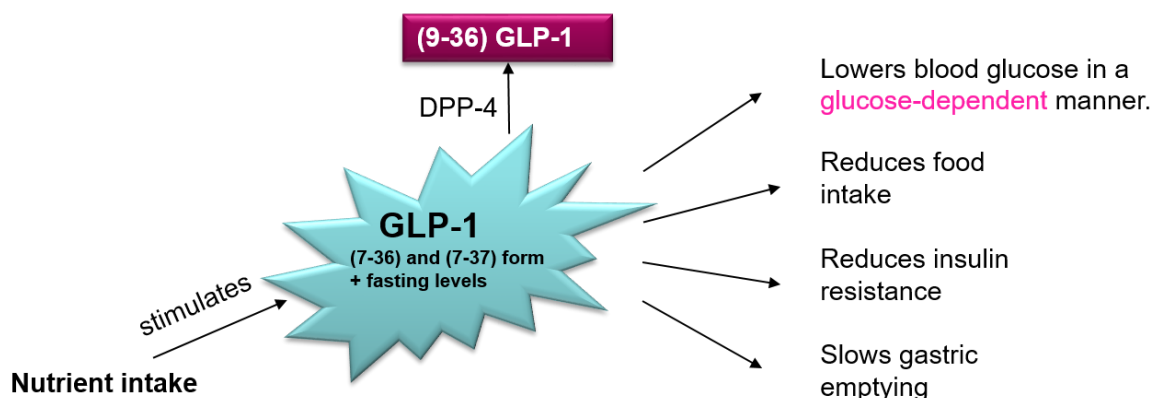 (9-36) GLP-1
DPP-4
GLP-1
(7-36) and (7-37) form
+ fasting levels
stimulates
Nutrient intake
Lowers blood glucose in a
glucose-dependent manner.
Reduces food
intake
Reduces insulin
resistance
Slows gastric
emptying